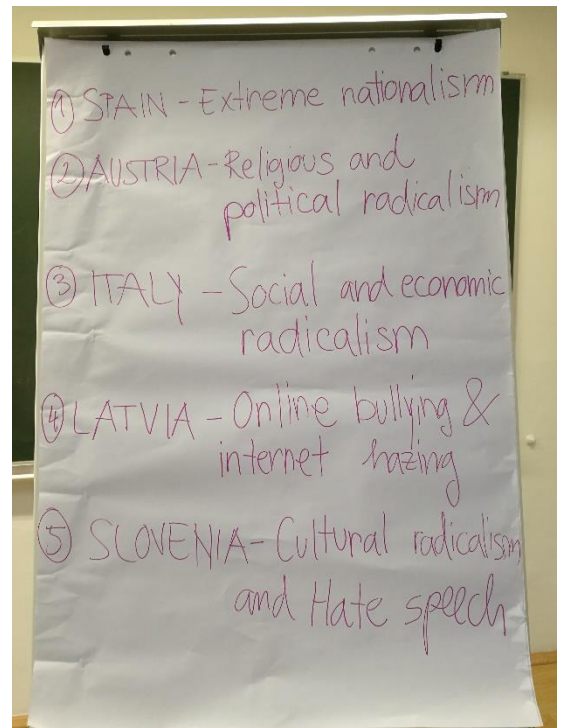 ① SPAIN - Extreme nationalism
② AUSTRIA - Religious and
political radicalism
③ ITALY - Social and economic
radicalism
④ LATVIA - Online bullying &
internet hazing
⑤ SLOVENIA - Cultural radicalism
and Hate speech